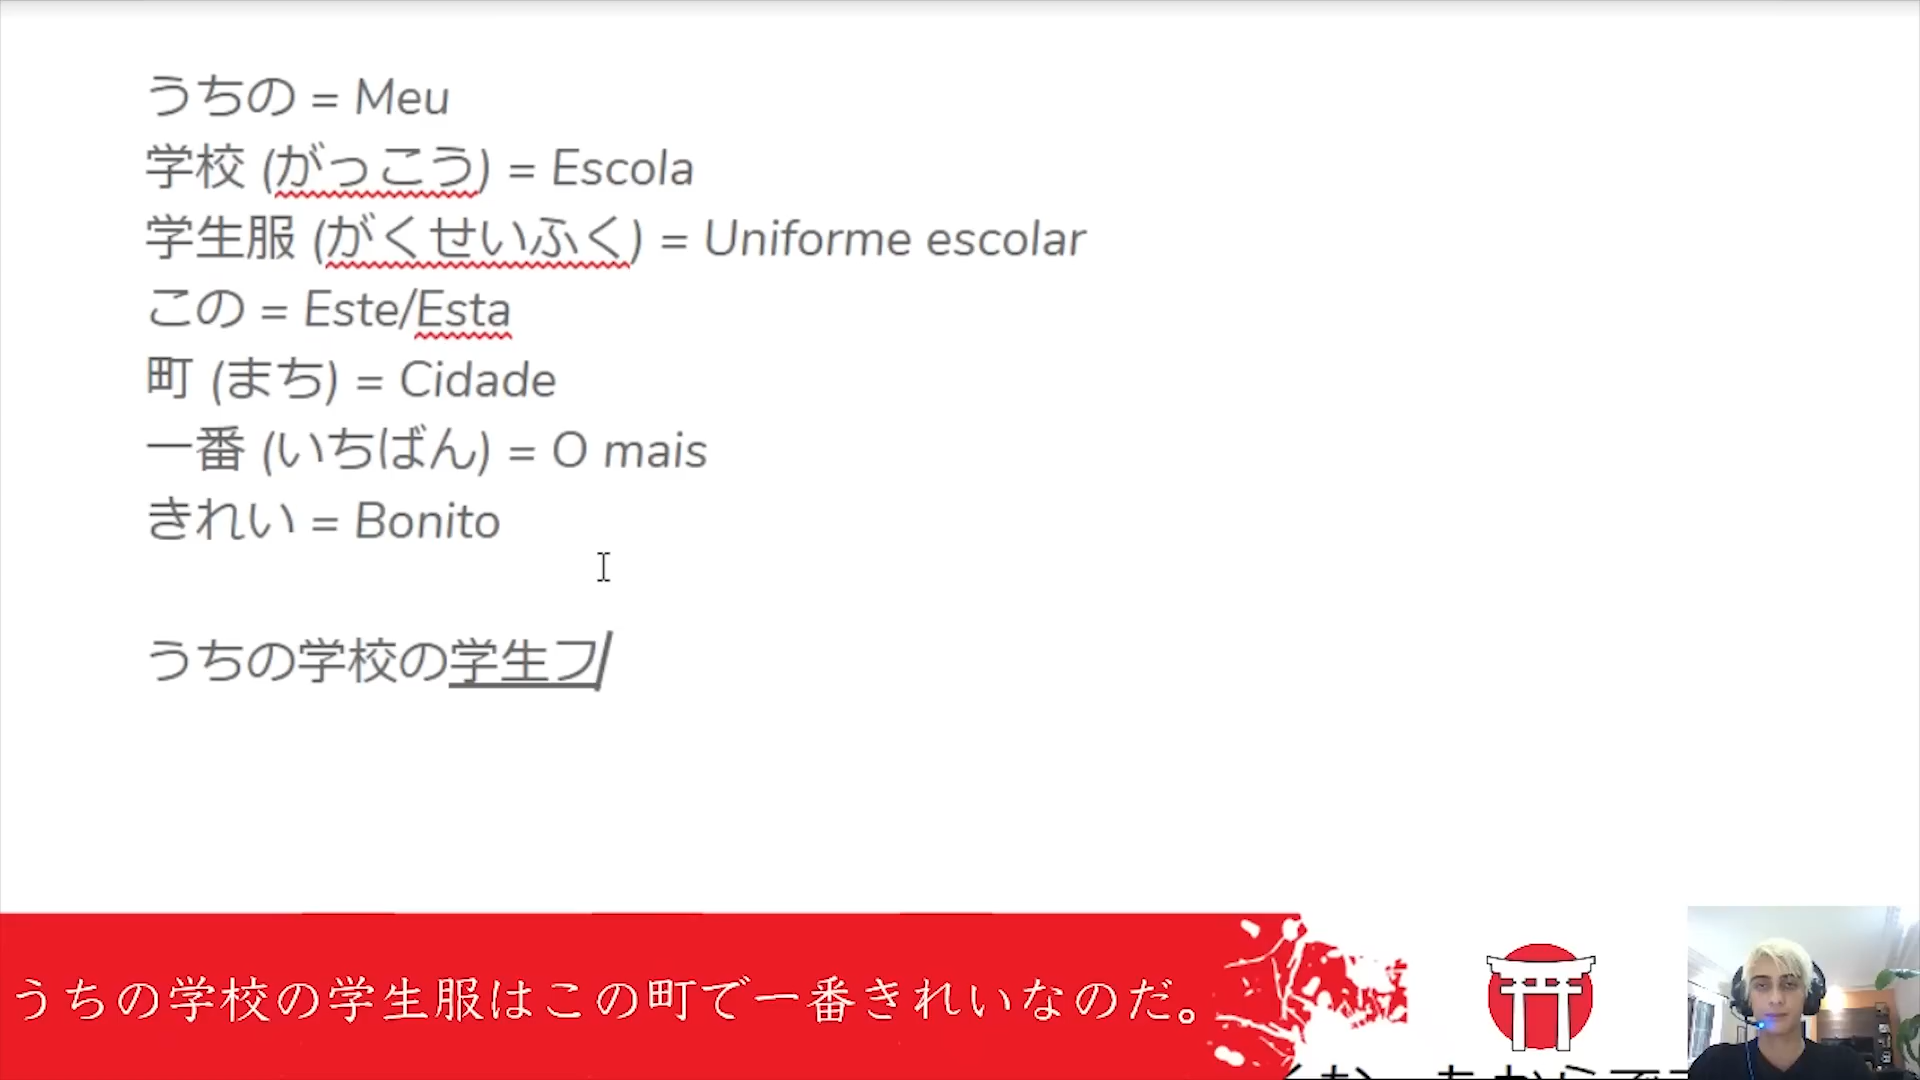 うちの = Meu
学校 (がっこう) = Escola
学生服 (がくせいふく) = Uniforme escolar
この = Este/Esta
町 (まち) = Cidade
一番 (いちばん) = O mais
きれい = Bonito
うちの学校の学生フ
うちの学校の学生服はこの町で一番きれいなのだ。